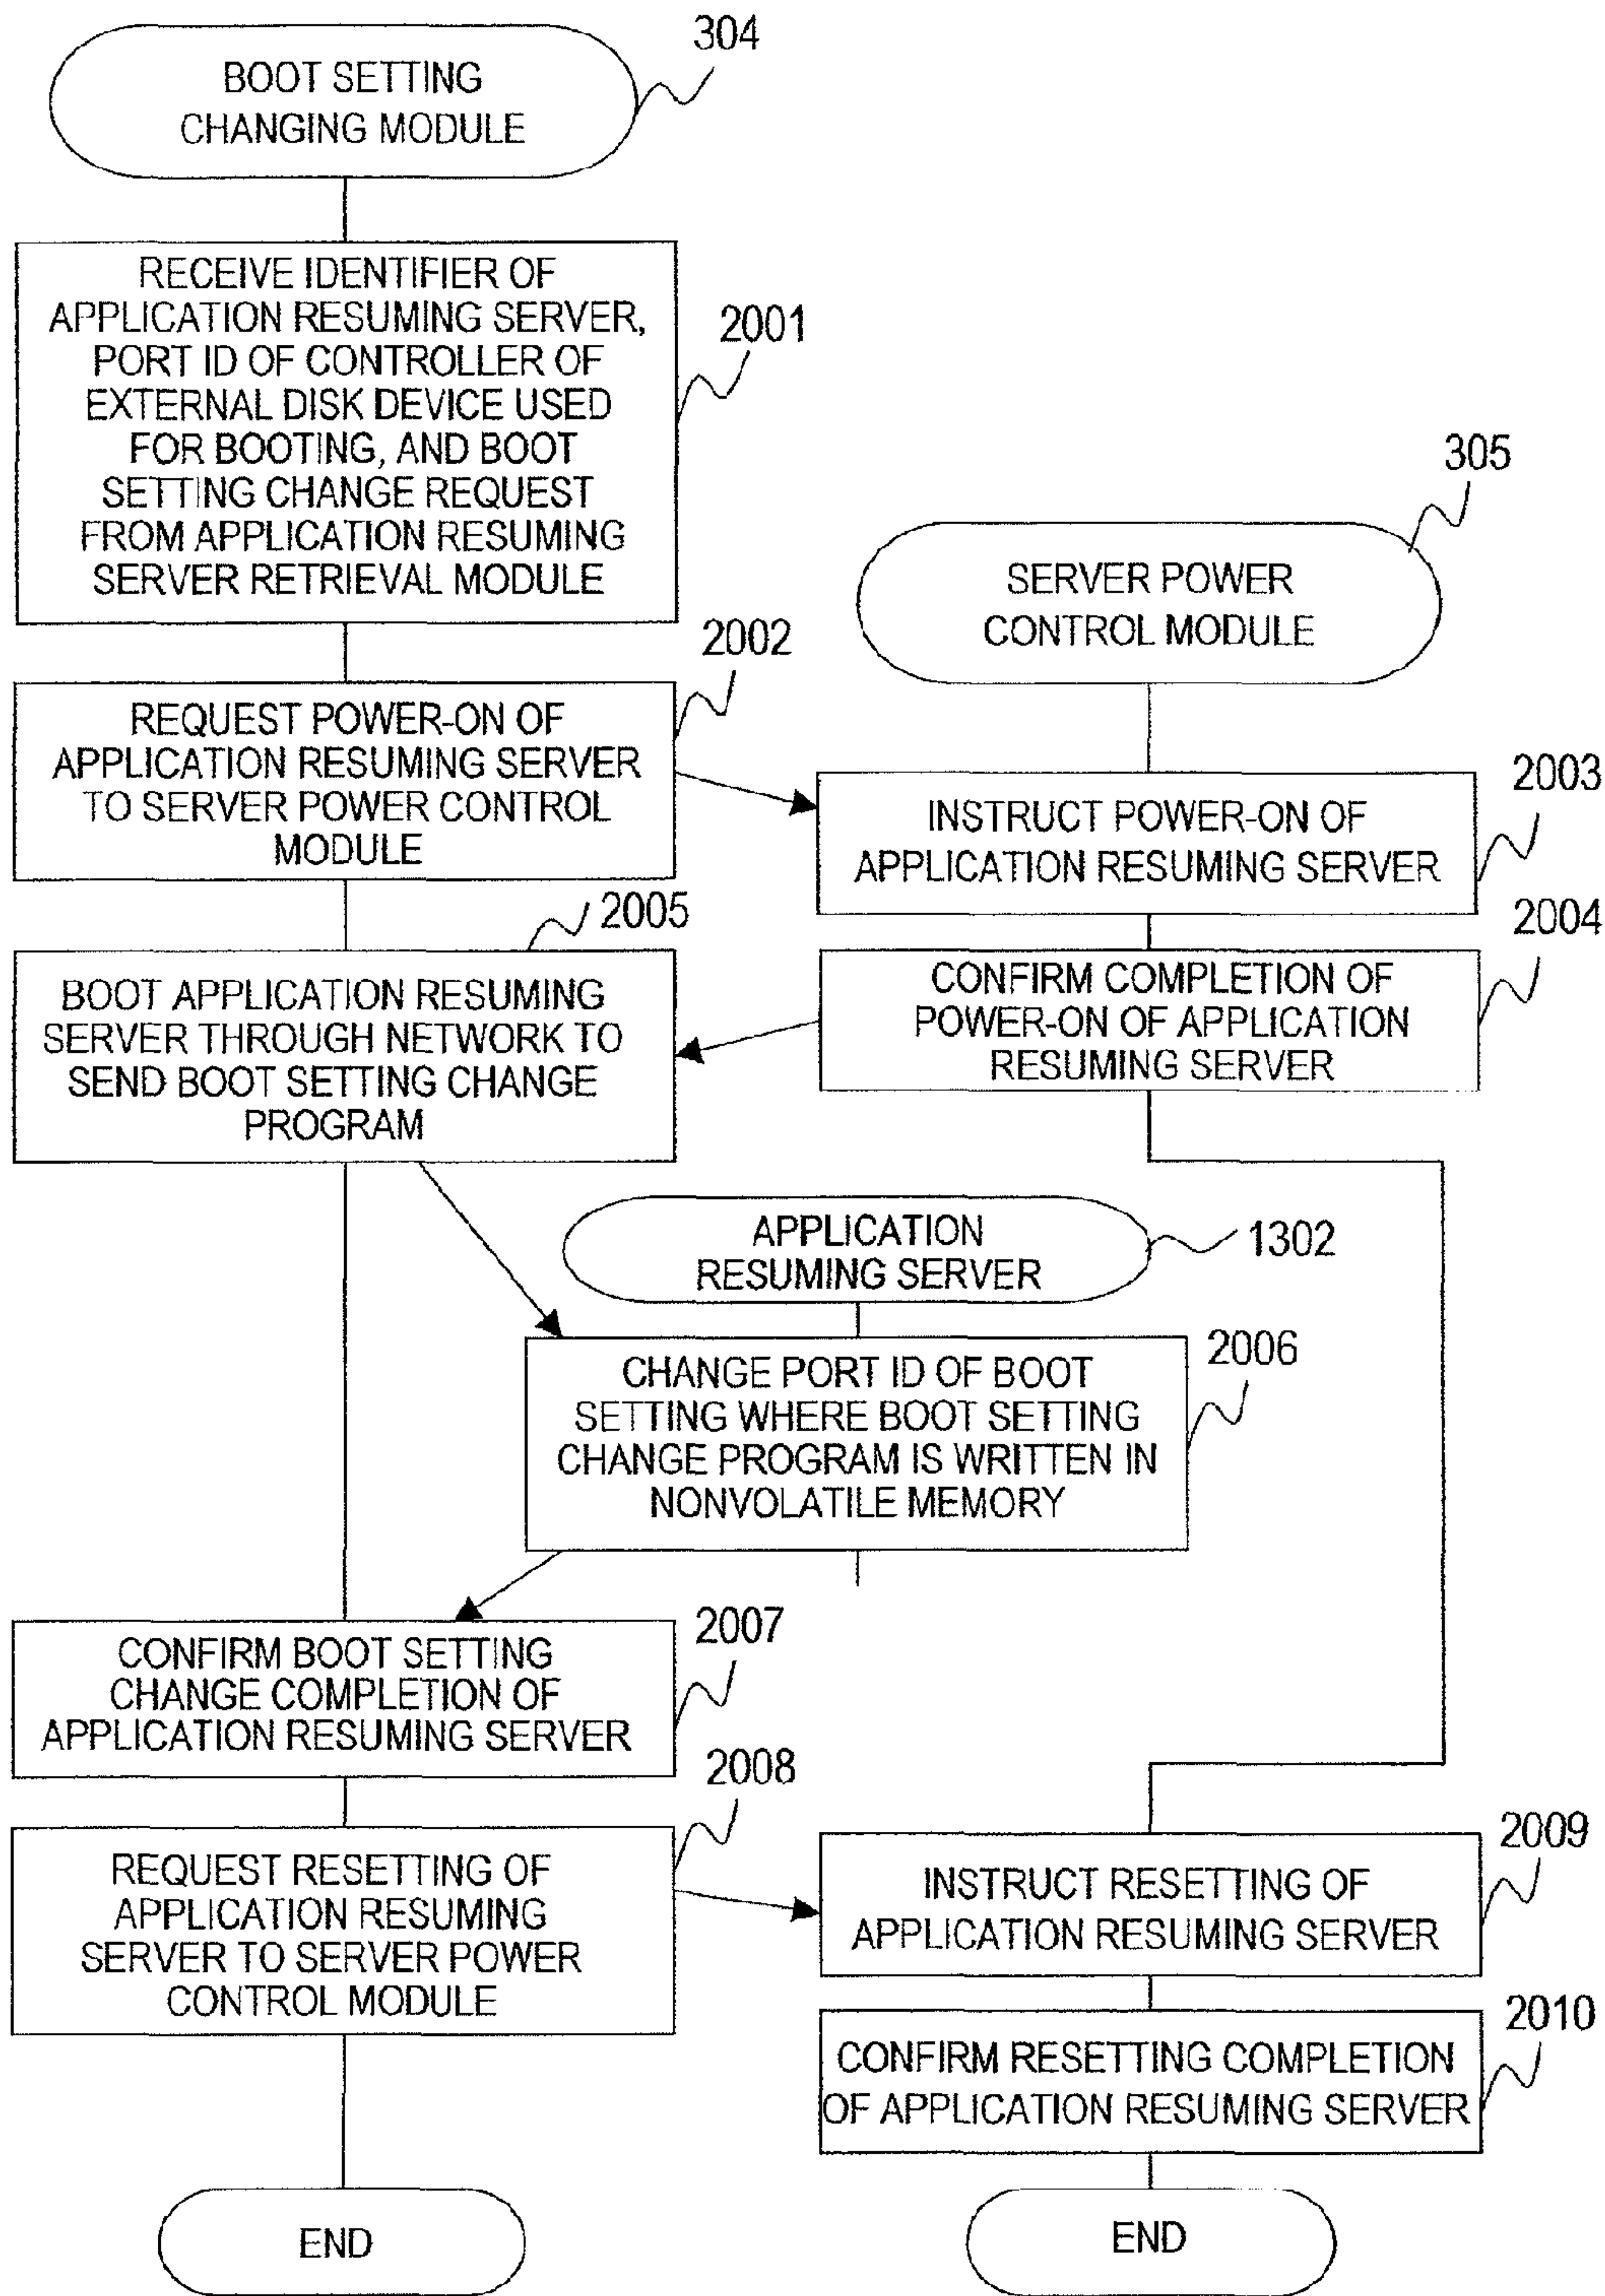 304
BOOT SETTING
CHANGING MODULE
RECEIVE IDENTIFIER OF
APPLICATION RESUMING SERVER,
PORT ID OF CONTROLLER OF
EXTERNAL DISK DEVICE USED
FOR BOOTING, AND BOOT
SETTING CHANGE REQUEST
FROM APPLICATION RESUMING
SERVER RETRIEVAL MODULE
2001
305
SERVER POWER
CONTROL MODULE
2002
REQUEST POWER-ON OF
APPLICATION RESUMING SERVER
TO SERVER POWER CONTROL
MODULE
2003
INSTRUCT POWER-ON OF
APPLICATION RESUMING SERVER
2004
CONFIRM COMPLETION OF
POWER-ON OF APPLICATION
RESUMING SERVER
2005
BOOT APPLICATION RESUMING
SERVER THROUGH NETWORK TO
SEND BOOT SETTING CHANGE
PROGRAM
APPLICATION
RESUMING SERVER
1302
2006
CHANGE PORT ID OF BOOT
SETTING WHERE BOOT SETTING
CHANGE PROGRAM IS WRITTEN IN
NONVOLATILE MEMORY
2007
CONFIRM BOOT SETTING
CHANGE COMPLETION OF
APPLICATION RESUMING SERVER
2008
REQUEST RESETTING OF
APPLICATION RESUMING
SERVER TO SERVER POWER
CONTROL MODULE
2009
INSTRUCT RESETTING OF
APPLICATION RESUMING SERVER
2010
CONFIRM RESETTING COMPLETION
OF APPLICATION RESUMING SERVER
END
END